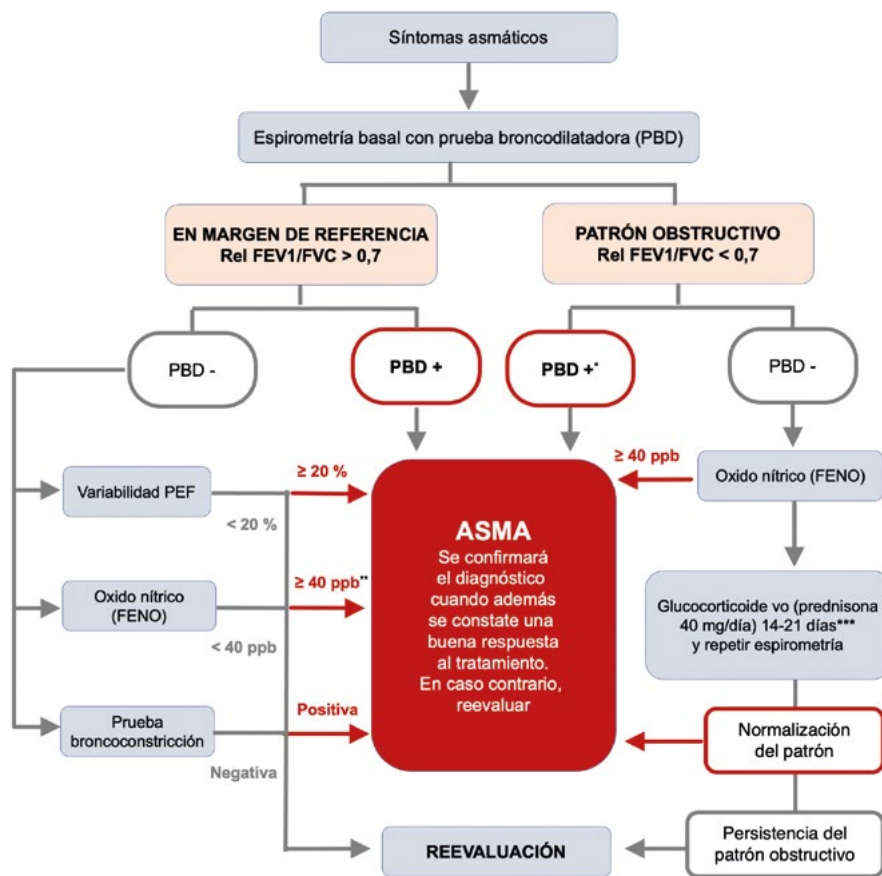 Síntomas asmáticos
Espirometría basal con prueba broncodilatadora (PBD)
EN MARGEN DE REFERENCIA
Rel FEV1/FVC > 0,7
PATRÓN OBSTRUCTIVO
Rel FEV1/FVC < 0,7
PBD -
PBD +
PBD +*
PBD -
Variabilidad PEF
≥ 20 %
< 20 %
Oxido nítrico
(FENO)
≥ 40 ppb**
< 40 ppb
Prueba
broncoconstricción
Positiva
Negativa
ASMA
Se confirmará
el diagnóstico
cuando además
se constate una
buena respuesta
al tratamiento.
En caso contrario,
reevaluar
≥ 40 ppb
Oxido nítrico (FENO)
Glucocorticoide vo (prednisona
40 mg/día) 14-21 días***
y repetir espirometría
Normalización
del patrón
Persistencia del
patrón obstructivo
REEVALUACIÓN